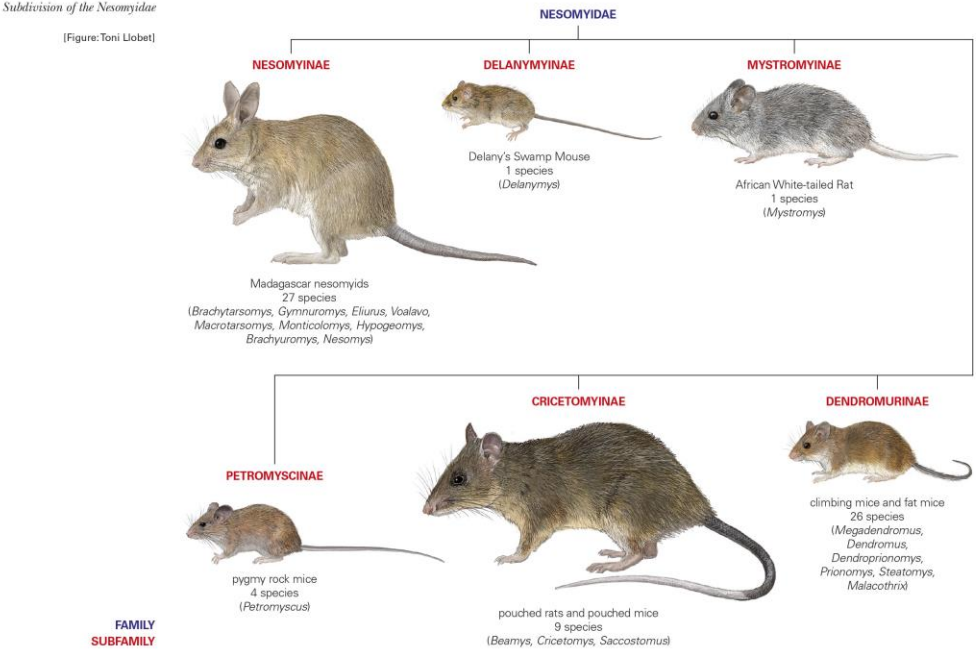 Subdivision of the Nesomyidae
[Figure: Toni Llobet]
NESOMYIDAE
NESOMYINAE
DELANYMYINAE
MYSTROMYINAE
Delany's Swamp Mouse
1 species
(Delanymys)
African White-tailed Rat
1 species
(Mystromys)
Madagascar nesomyids
27 species
(Brachytarsomys, Gymnuromys, Eliurus, Voalavo,
Macrotarsomys, Monticolomys, Hypogeomys,
Brachyuromys, Nesomys)
PETROMYSCINAE
CRICETOMYINAE
DENDROMURINAE
pygmy rock mice
4 species
(Petromyscus)
pouched rats and pouched mice
9 species
(Beamys, Cricetomys, Saccostomus)
climbing mice and fat mice
26 species
(Megadendromus,
Dendromus,
Dendroprionomys,
Prionomys, Steatomys,
Malacothrix)
FAMILY
SUBFAMILY